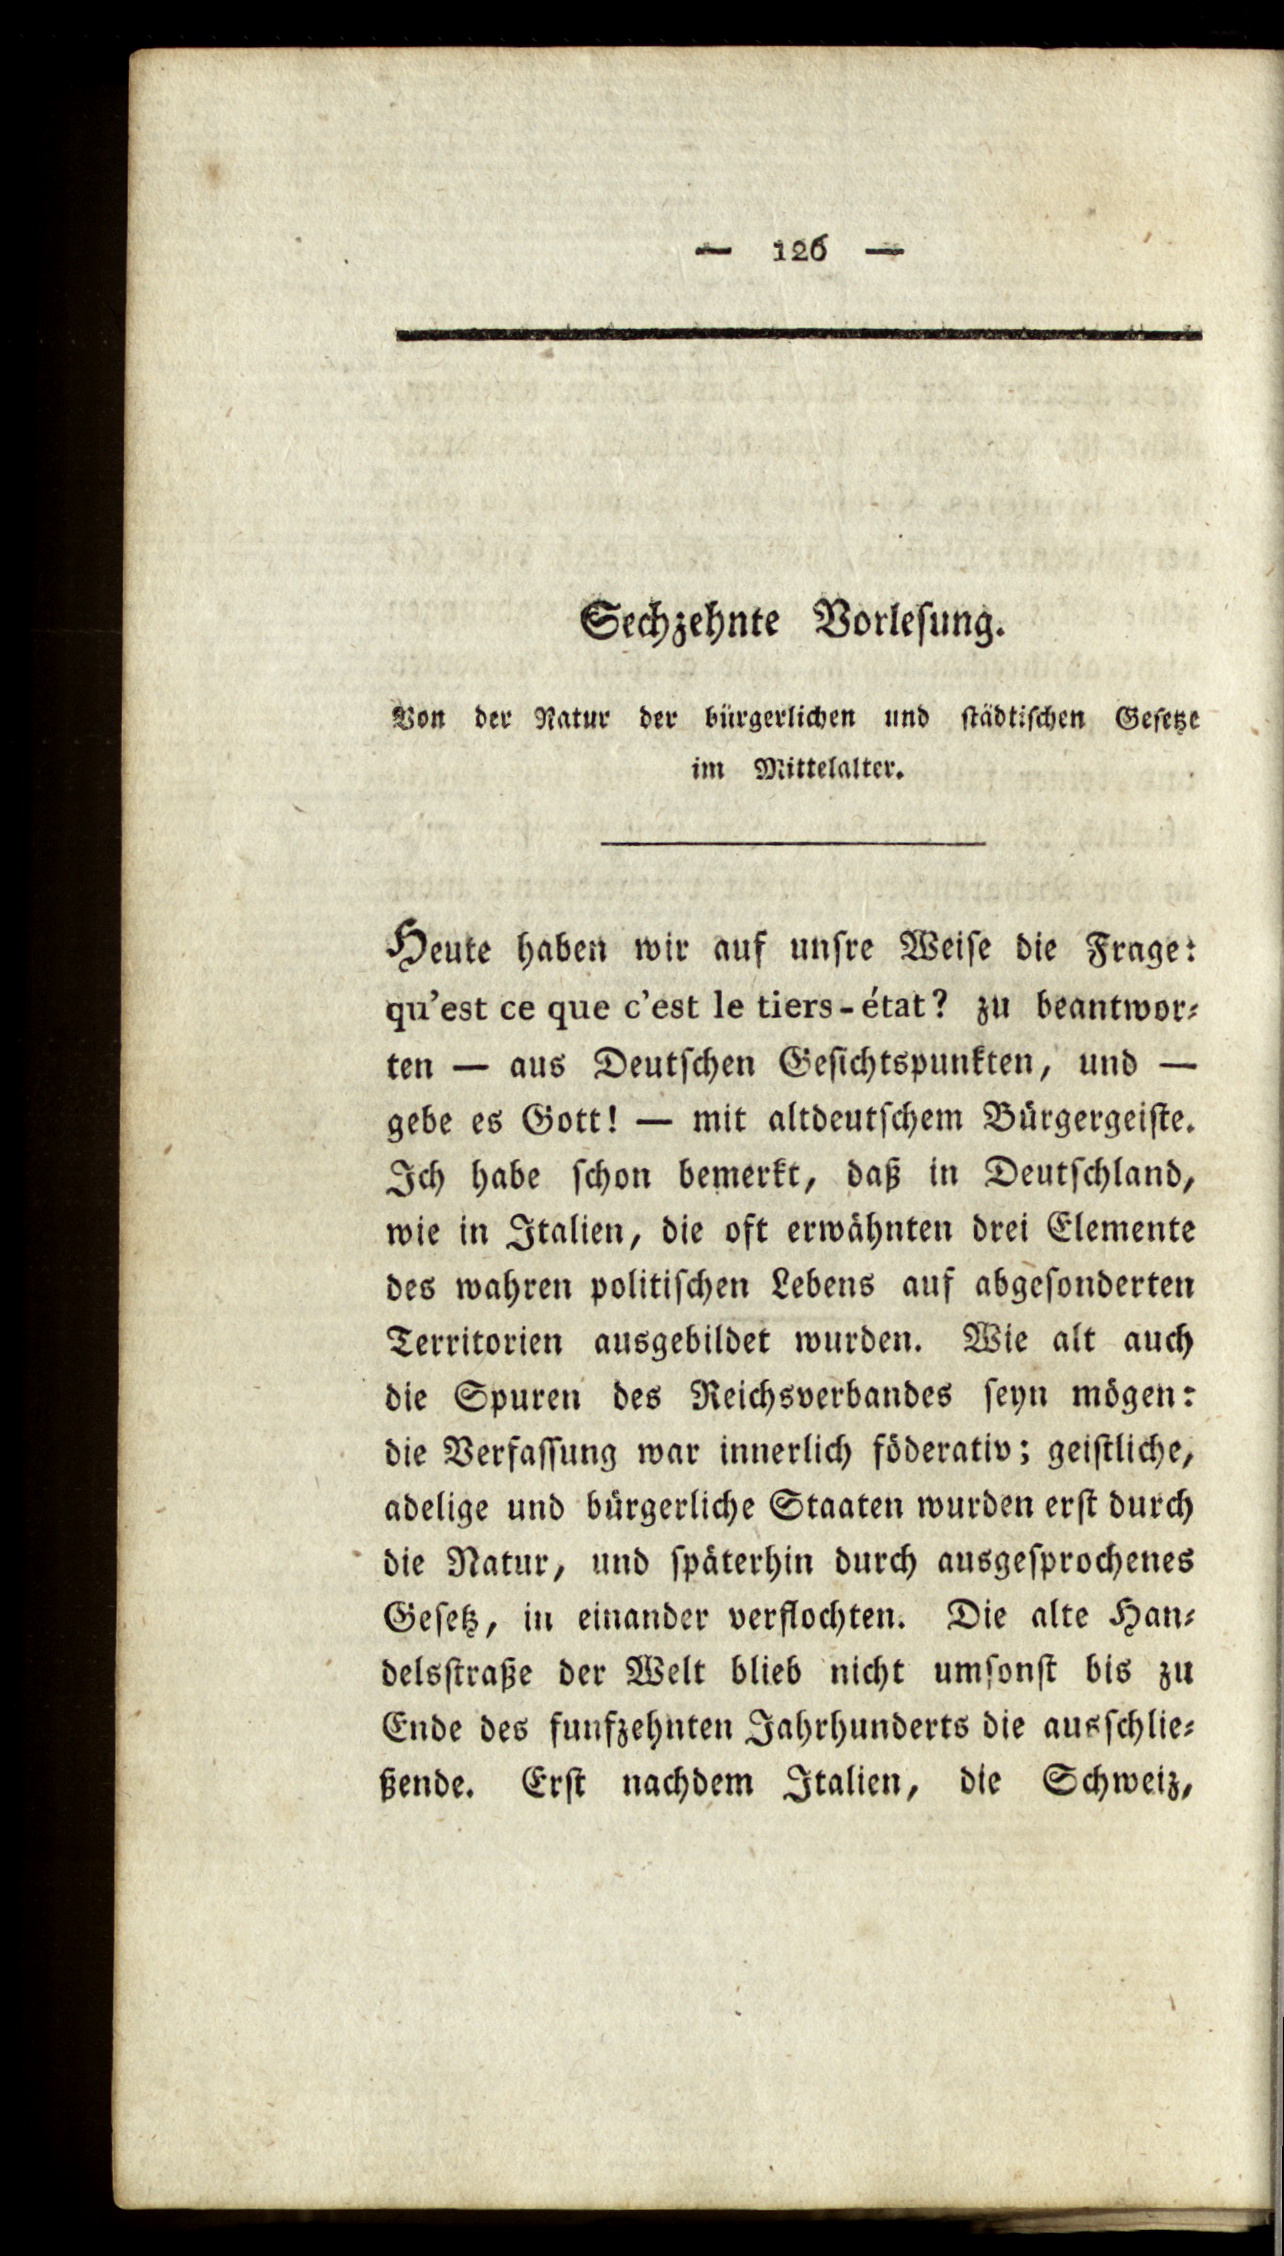 — 126 —
Sechzehnte Vorlesung.
Von der Natur der bürgerlichen und städtischen Gesetze
im Mittelalter.
Heute haben wir auf unsre Weise die Frage:
qu'est ce que c'est le tiers-état? zu beantwor-
ten — aus Deutschen Gesichtspunkten, und —
gebe es Gott! — mit altdeutschem Bürgergeiste.
Ich habe schon bemerkt, daß in Deutschland,
wie in Italien, die oft erwähnten drei Elemente
des wahren politischen Lebens auf abgesonderten
Territorien ausgebildet wurden. Wie alt auch
die Spuren des Reichsverbandes seyn mögen:
die Verfassung war innerlich föderativ; geistliche,
adelige und bürgerliche Staaten wurden erst durch
die Natur, und späterhin durch ausgesprochenes
Gesetz, in einander verflochten. Die alte Han-
delsstraße der Welt blieb nicht umsonst bis zu
Ende des funfzehnten Jahrhunderts die ausschlie-
ßende. Erst nachdem Italien, die Schweiz,